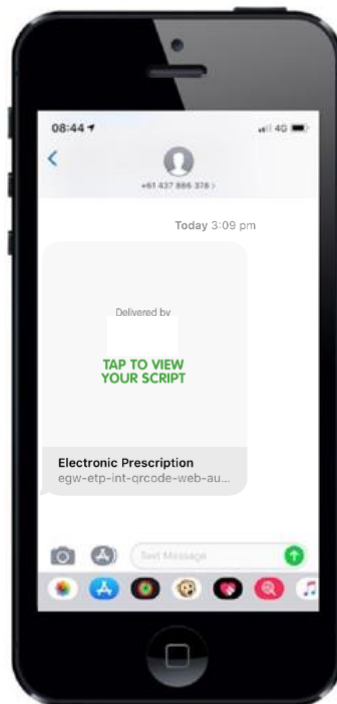 08:44
4G
+61 437 886 378 >
Today 3:09 pm
Delivered by
TAP TO VIEW
YOUR SCRIPT
Electronic Prescription
egw-etp-int-qrcode-web-au...
Text Message